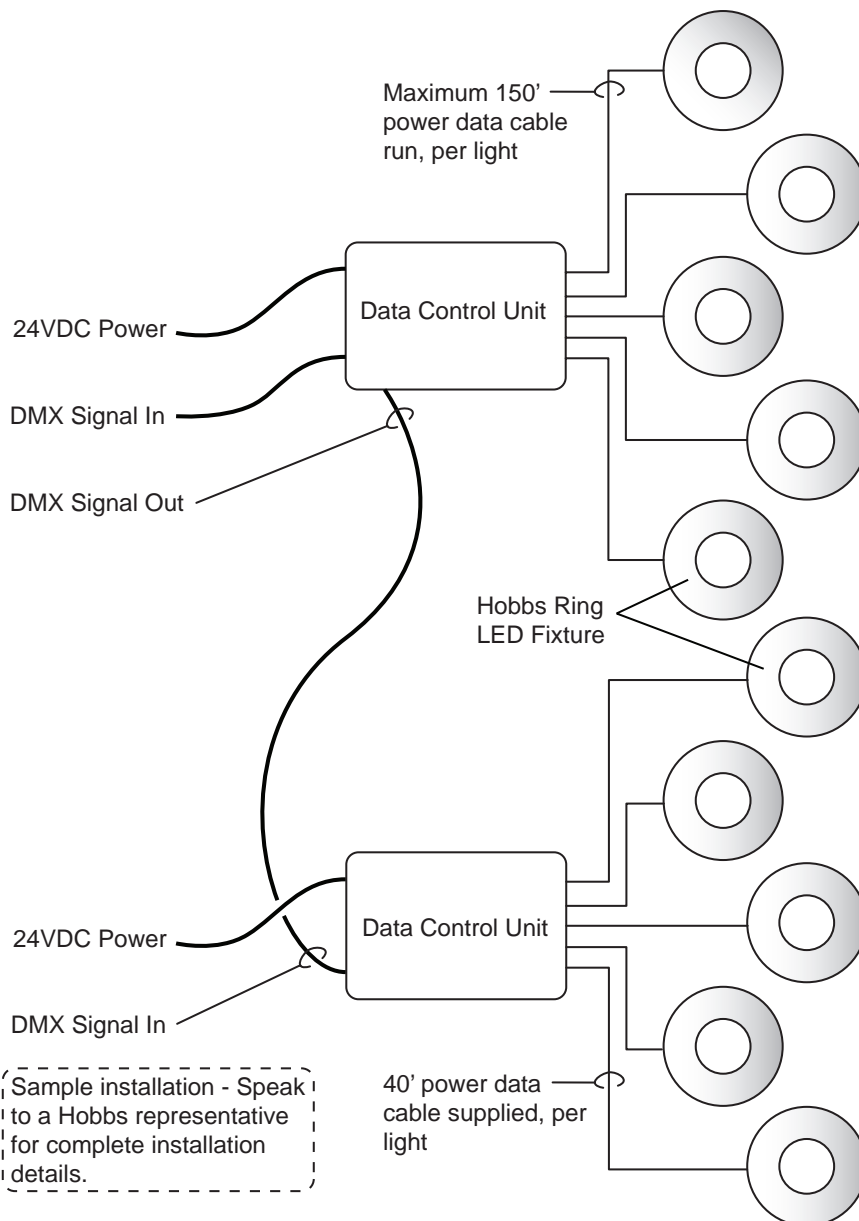 Maximum 150’
power data cable
run, per light
Data Control Unit
24VDC Power
DMX Signal In
DMX Signal Out
Hobbs Ring
LED Fixture
Data Control Unit
24VDC Power
DMX Signal In
Sample installation - Speak
to a Hobbs representative
for complete installation
details.
40’ power data
cable supplied, per
light